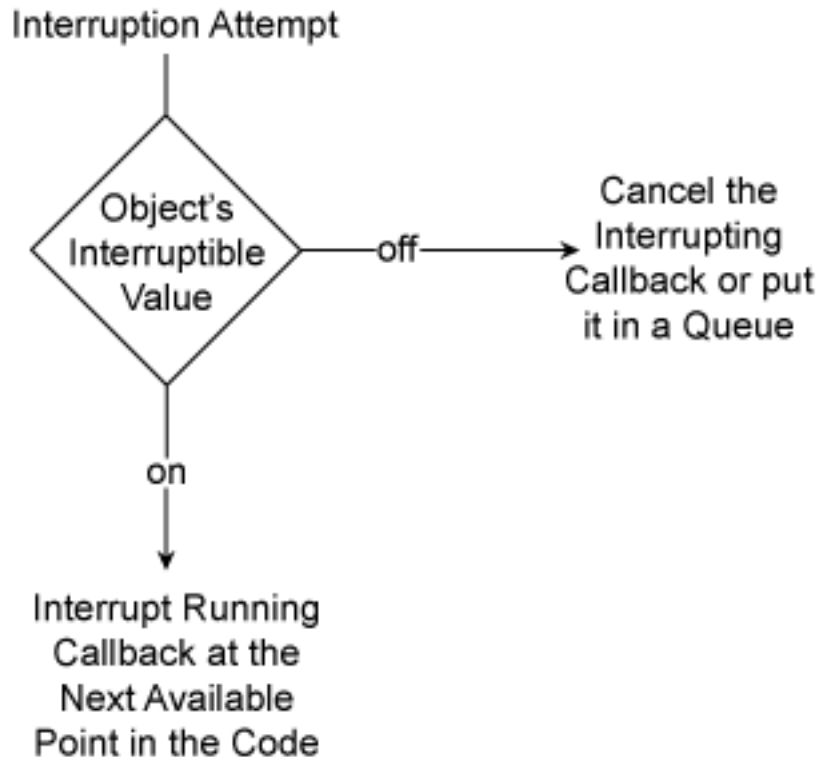 Interruption Attempt
Object's
Interruptible
Value
off
Cancel the
Interrupting
Callback or put
it in a Queue
on
Interrupt Running
Callback at the
Next Available
Point in the Code